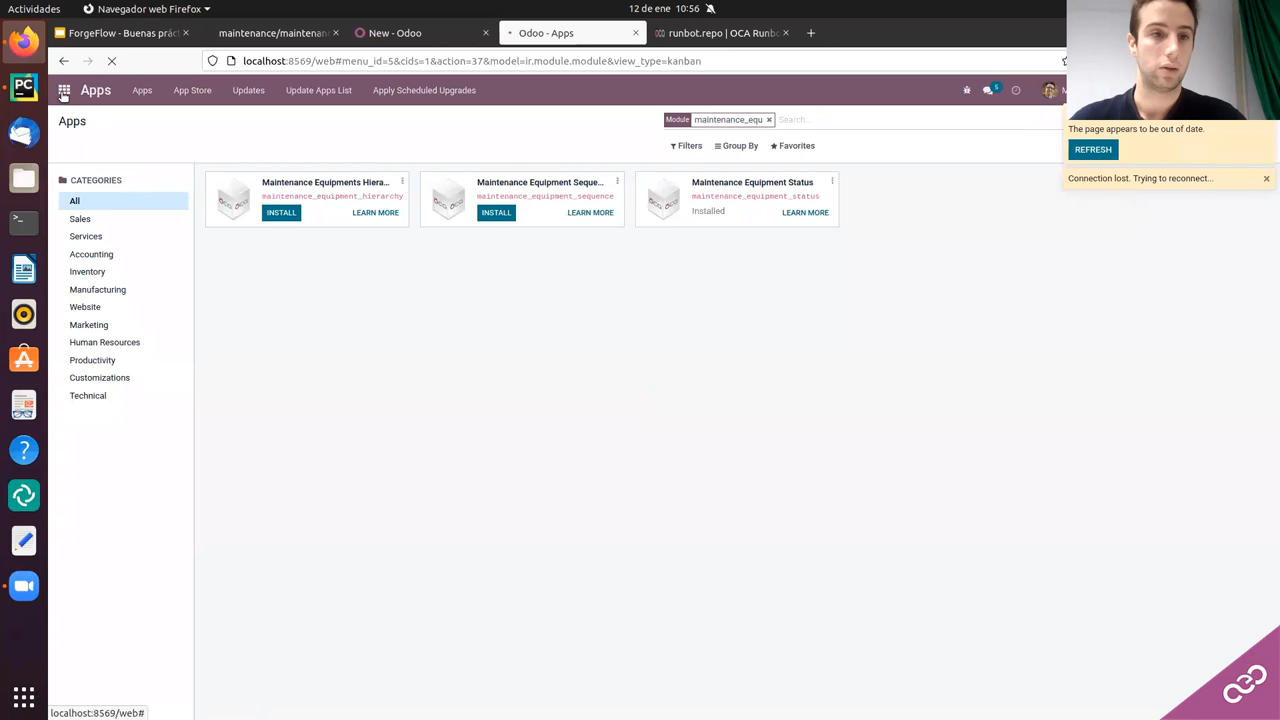 Actividades
Navegador web Firefox
12 de ene 10:56
ForgeFlow - Buenas prác
maintenance/maintenan
New - Odoo
Odoo - Apps
runbot.repo | OCA Runbo
localhost:8569/web#menu_id=5&cids=1&action=37&model=ir.module.module&view_type=kanban
Apps
Apps
App Store
Updates
Update Apps List
Apply Scheduled Upgrades
5
Apps
Module
maintenance_equ
Search...
Filters
Group By
Favorites
The page appears to be out of date.
REFRESH
Connection lost. Trying to reconnect...
CATEGORIES
All
Sales
Services
Accounting
Inventory
Manufacturing
Website
Marketing
Human Resources
Productivity
Customizations
Technical
Maintenance Equipments Hiera...
maintenance_equipment_hierarchy
INSTALL
LEARN MORE
Maintenance Equipment Seque...
maintenance_equipment_sequence
INSTALL
LEARN MORE
Maintenance Equipment Status
maintenance_equipment_status
Installed
LEARN MORE
localhost:8569/web#